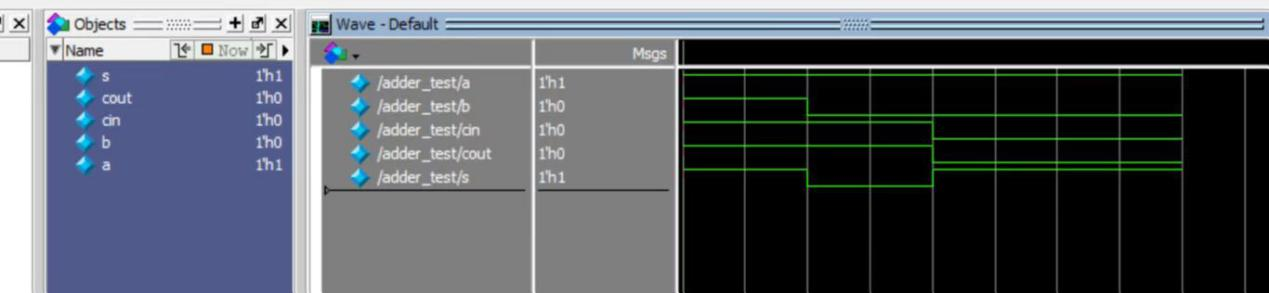 Objects
Name Now
s 1'h1
cout 1'h0
cin 1'h0
b 1'h0
a 1'h1
Wave - Default
Msgs
/adder_test/a 1'h1
/adder_test/b 1'h0
/adder_test/cin 1'h0
/adder_test/cout 1'h0
/adder_test/s 1'h1